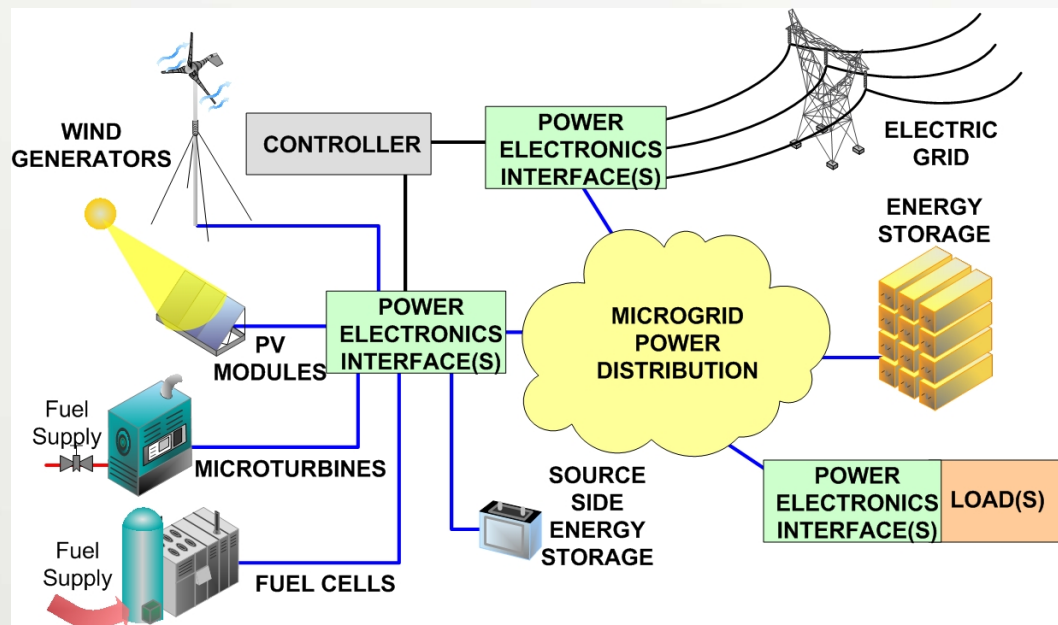 WIND
GENERATORS
CONTROLLER
POWER
ELECTRONICS
INTERFACE(S)
ELECTRIC
GRID
ENERGY
STORAGE
POWER
ELECTRONICS
INTERFACE(S)
MICROGRID
POWER
DISTRIBUTION
PV
MODULES
Fuel
Supply
MICROTURBINES
SOURCE
SIDE
ENERGY
STORAGE
POWER
ELECTRONICS
INTERFACE(S)
LOAD(S)
Fuel
Supply
FUEL CELLS